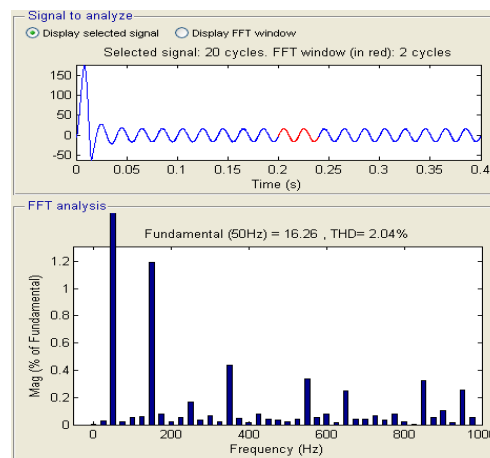 Signal to analyze
Display selected signal Display FFT window
Selected signal: 20 cycles. FFT window (in red): 2 cycles
150
100
50
0
-50
0 0.05 0.1 0.15 0.2 0.25 0.3 0.35 0.4
Time (s)
FFT analysis
Fundamental (50Hz) = 16.26 , THD= 2.04%
Mag (% of Fundamental)
1.2
1
0.8
0.6
0.4
0.2
0
0 200 400 600 800 1000
Frequency (Hz)